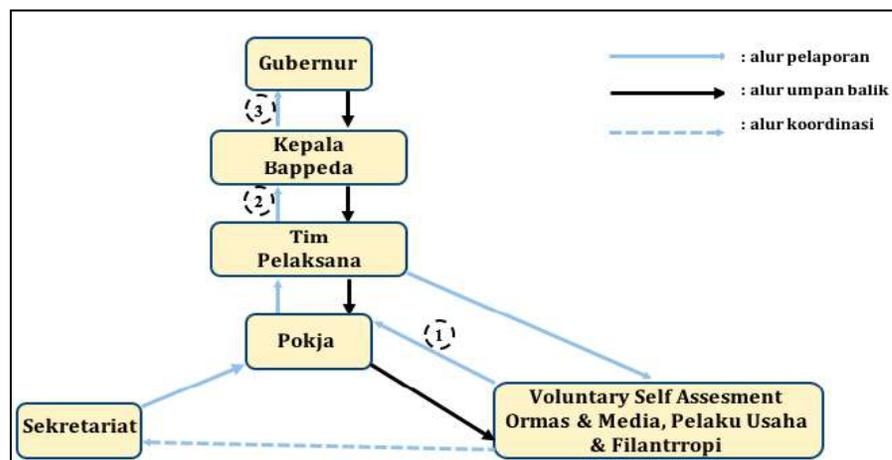 Gubernur
: alur pelaporan
: alur umpan balik
: alur koordinasi
3
Kepala
Bappeda
2
Tim
Pelaksana
1
Pokja
Sekretariat
Voluntary Self Assesment
Ormas & Media, Pelaku Usaha
& Filantrropi